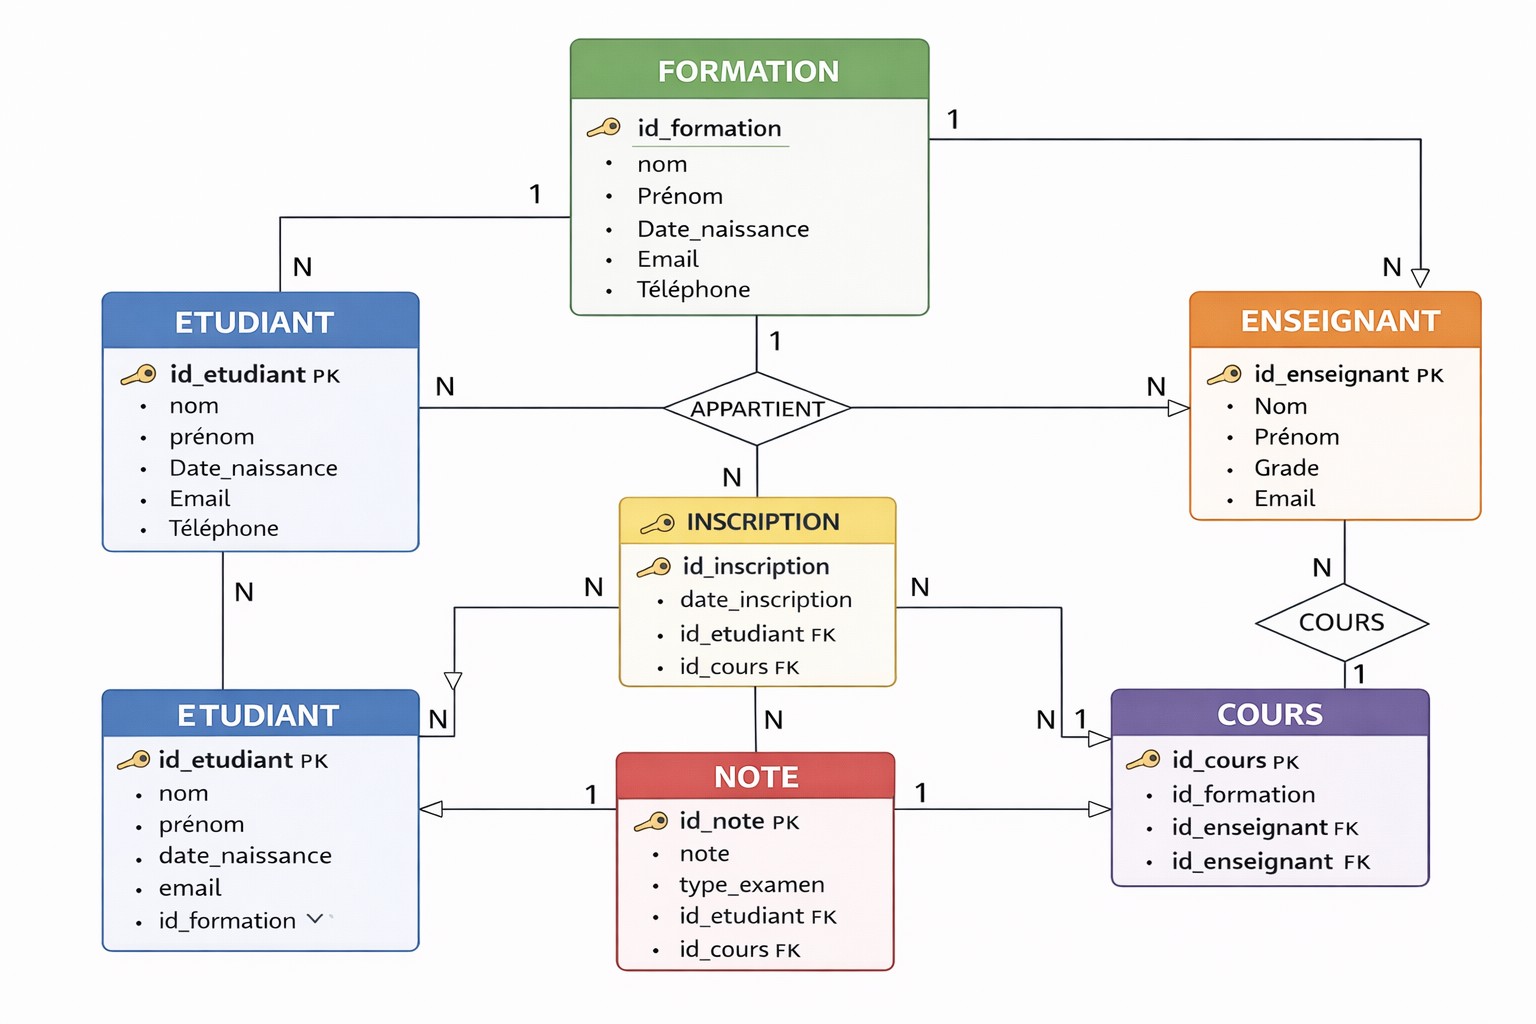 FORMATION
id_formation
• nom
• Prénom
• Date_naissance
• Email
• Téléphone
1
1
N
N
ETUDIANT
id_etudiant PK
• nom
• prénom
• Date_naissance
• Email
• Téléphone
1
N
APPARTIENT
N
N
ENSEIGNANT
id_enseignant PK
• Nom
• Prénom
• Grade
• Email
INSCRIPTION
id_inscription
• date_inscription
• id_etudiant FK
• id_cours FK
N
N
N
N
COURS
1
N
N
N 1
ETUDIANT
id_etudiant PK
• nom
• prénom
• date_naissance
• email
• id_formation
1
NOTE
id_note PK
• note
• type_examen
• id_etudiant FK
• id_cours FK
1
COURS
id_cours PK
• id_formation
• id_enseignant FK
• id_enseignant FK